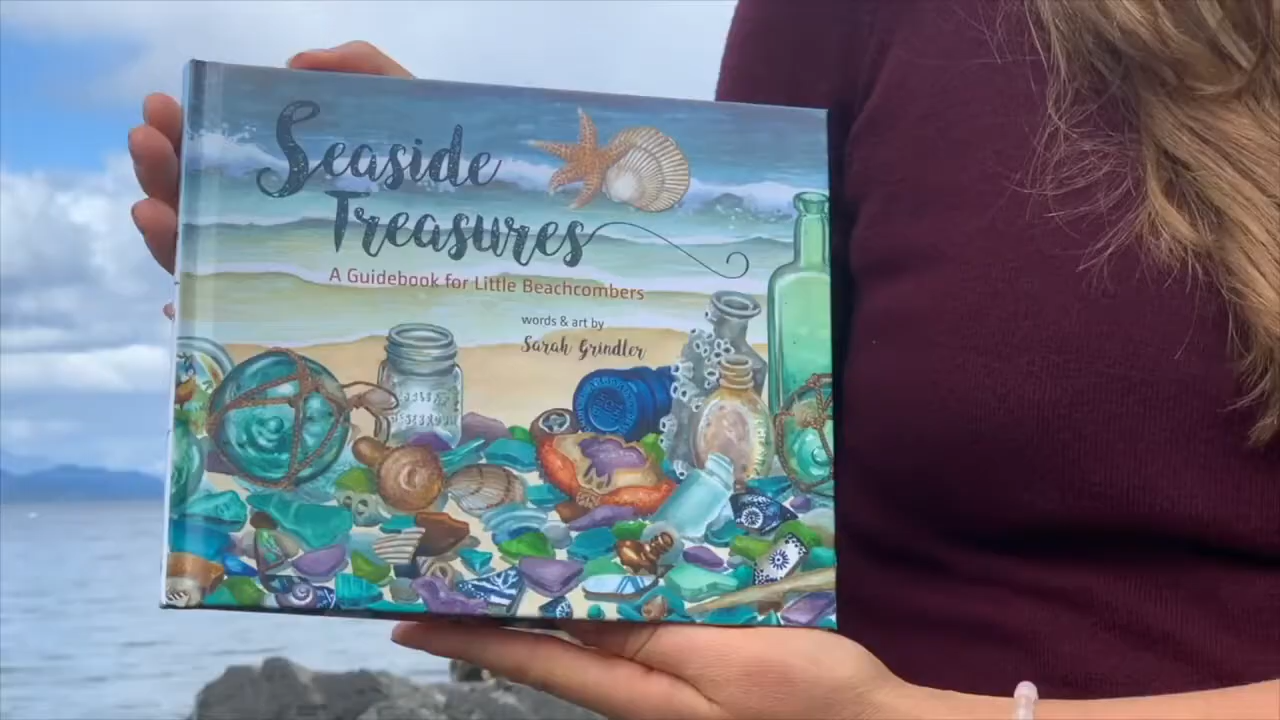 Seaside
Treasures
A Guidebook for Little Beachcombers
words & art by
Sarah Grindler